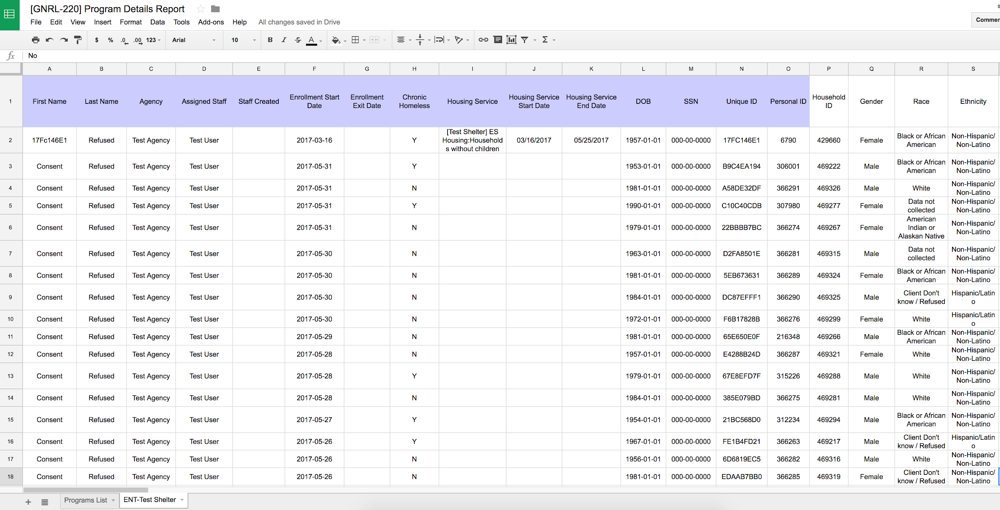 [GNRL-220] Program Details Report
File Edit View Insert Format Data Tools Add-ons Help All changes saved in Drive
$ % .0 .00 123 Arial 10 B I S A Σ
fx No
A B C D E F G H I J K L M N O P Q R S
1 First Name Last Name Agency Assigned Staff Staff Created Enrollment Start Date Enrollment Exit Date Chronic Homeless Housing Service Housing Service Start Date Housing Service End Date DOB SSN Unique ID Personal ID Household ID Gender Race Ethnicity
2 17Fc146E1 Refused Test Agency Test User 2017-03-16 Y [Test Shelter] ES Housing:Households without children 03/16/2017 05/25/2017 1957-01-01 000-00-0000 17FC146E1 6790 429660 Female Black or African American Non-Hispanic/Non-Latino
3 Consent Refused Test Agency Test User 2017-05-31 Y 1953-01-01 000-00-0000 B9C4EA194 306001 469222 Male Black or African American Non-Hispanic/Non-Latino
4 Consent Refused Test Agency Test User 2017-05-31 N 1981-01-01 000-00-0000 A58DE32DF 366291 469326 Male White Non-Hispanic/Non-Latino
5 Consent Refused Test Agency Test User 2017-05-31 Y 1990-01-01 000-00-0000 C10C40CDB 307980 469277 Female Data not collected Non-Hispanic/Non-Latino
6 Consent Refused Test Agency Test User 2017-05-31 N 1979-01-01 000-00-0000 22BBBB7BC 366274 469267 Female American Indian or Alaskan Native Non-Hispanic/Non-Latino
7 Consent Refused Test Agency Test User 2017-05-30 N 1963-01-01 000-00-0000 D2FA8501E 366281 469315 Male Data not collected Non-Hispanic/Non-Latino
8 Consent Refused Test Agency Test User 2017-05-30 N 1981-01-01 000-00-0000 5EB673631 366289 469324 Female Black or African American Non-Hispanic/Non-Latino
9 Consent Refused Test Agency Test User 2017-05-30 N 1984-01-01 000-00-0000 DC87EFFF1 366290 469325 Male Client Don't know / Refused Hispanic/Latino
10 Consent Refused Test Agency Test User 2017-05-30 N 1972-01-01 000-00-0000 F6B17828B 366276 469299 Female White Hispanic/Latino
11 Consent Refused Test Agency Test User 2017-05-29 N 1981-01-01 000-00-0000 65E650E0F 216348 469266 Male Black or African American Non-Hispanic/Non-Latino
12 Consent Refused Test Agency Test User 2017-05-28 N 1957-01-01 000-00-0000 E4288B24D 366287 469321 Female White Non-Hispanic/Non-Latino
13 Consent Refused Test Agency Test User 2017-05-28 Y 1979-01-01 000-00-0000 67E8EFD7F 315226 469288 Male White Non-Hispanic/Non-Latino
14 Consent Refused Test Agency Test User 2017-05-28 N 1984-01-01 000-00-0000 385E079BD 366275 469281 Male White Non-Hispanic/Non-Latino
15 Consent Refused Test Agency Test User 2017-05-27 Y 1954-01-01 000-00-0000 21BC568D0 312234 469294 Male Black or African American Non-Hispanic/Non-Latino
16 Consent Refused Test Agency Test User 2017-05-26 Y 1967-01-01 000-00-0000 FE1B4FD21 366263 469217 Male Client Don't know / Refused Hispanic/Latino
17 Consent Refused Test Agency Test User 2017-05-26 N 1956-01-01 000-00-0000 6D6819EC5 366282 469316 Male White Non-Hispanic/Non-Latino
18 Consent Refused Test Agency Test User 2017-05-26 N 1981-01-01 000-00-0000 EDAAB7BB0 366285 469319 Female Client Don't know / Refused Non-Hispanic/Non-Latino
+ Programs List ENT-Test Shelter